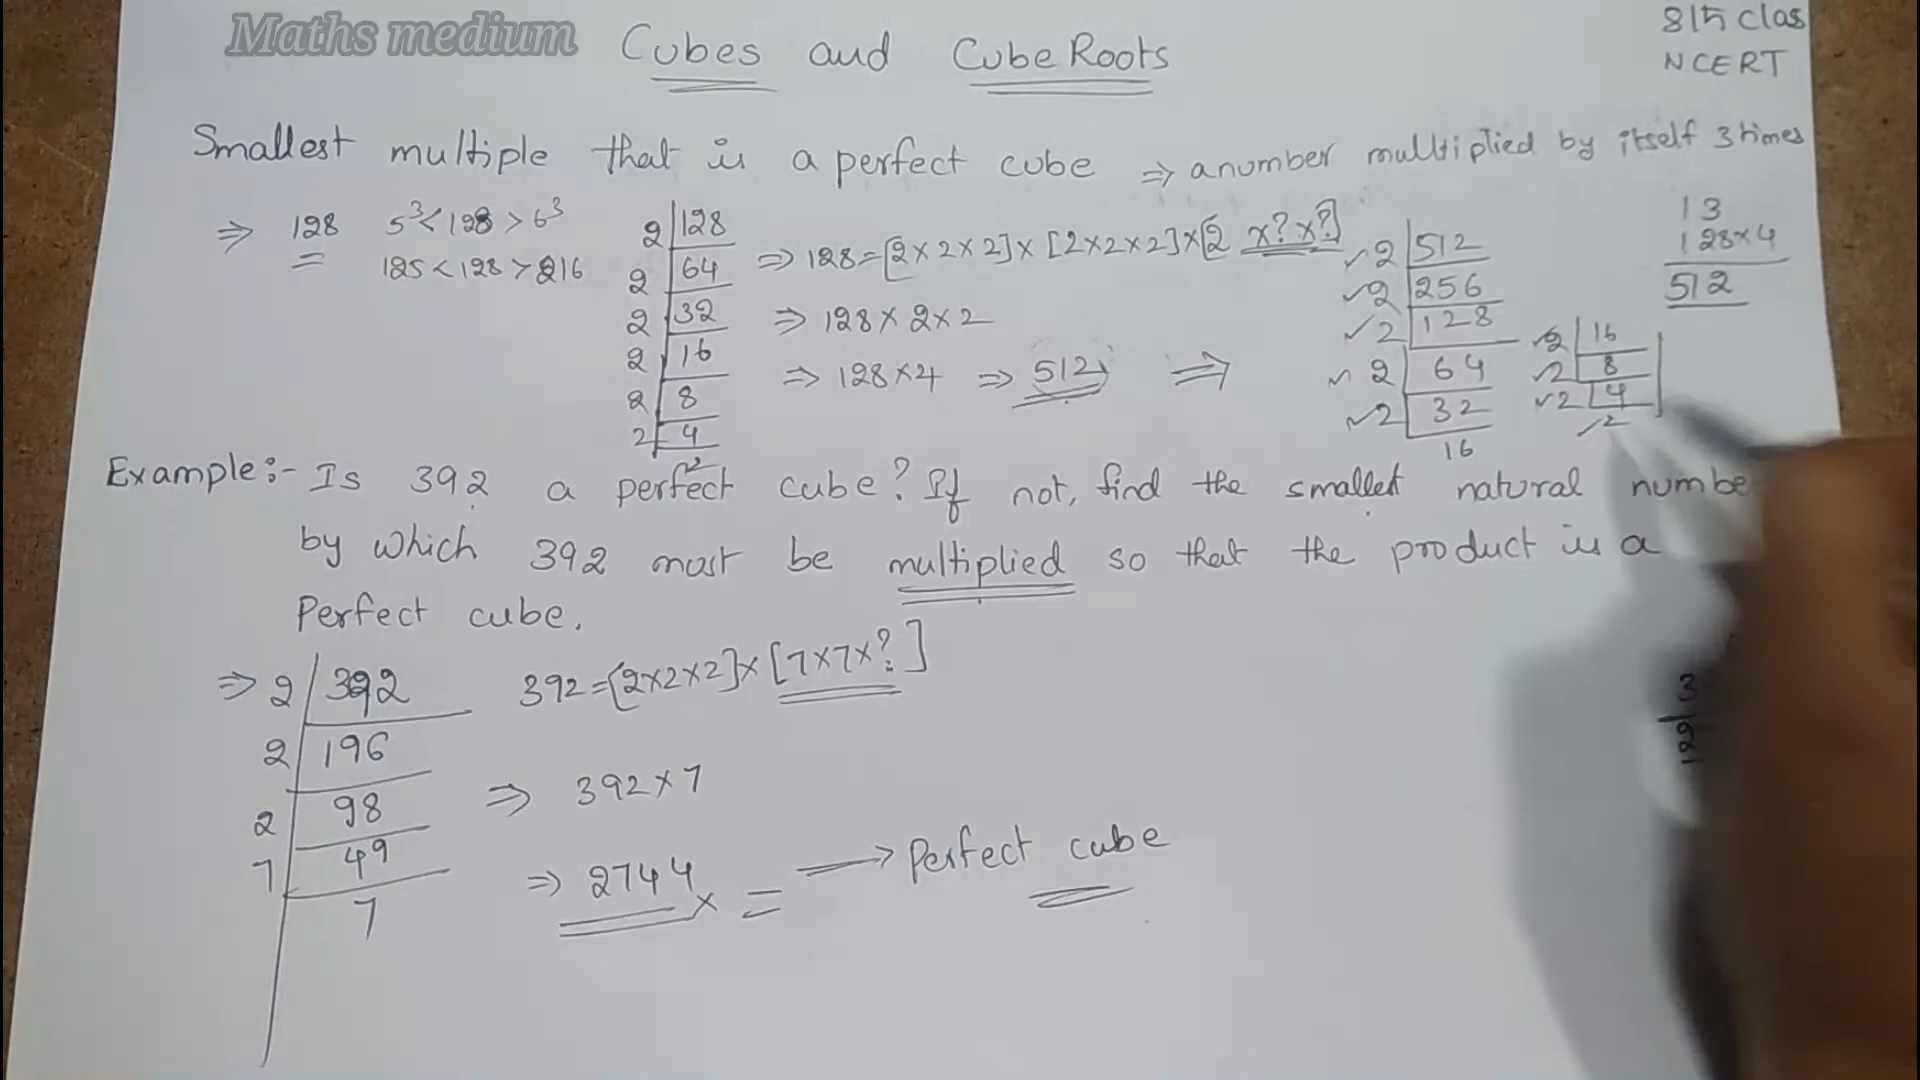 Maths medium
Cubes and Cube Roots
8th Clas
NCERT
Smallest multiple that is a perfect cube ⇒ a number multiplied by itself 3 times
⇒ 128 5³ < 128 > 6³
125 < 128 > 216
2 | 128
2 | 64
2 | 32
2 | 16
2 | 8
2 | 4
2
⇒ 128 = [2 × 2 × 2] × [2 × 2 × 2] × [2 × ? × ?]
⇒ 128 × 2 × 2
⇒ 128 × 4 ⇒ 512 ⇒
2 | 512
2 | 256
2 | 128
2 | 64
2 | 32
16
2 | 16
2 | 8
2 | 4
2
1 3
128 × 4
512
Example:- Is 392 a perfect cube? If not, find the smallest natural numbe
by which 392 must be multiplied so that the product is a
Perfect cube.
⇒ 2 | 392
2 | 196
2 | 98
7 | 49
7
392 = [2×2×2] × [7×7×?]
⇒ 392 × 7
⇒ 2744 = → Perfect cube